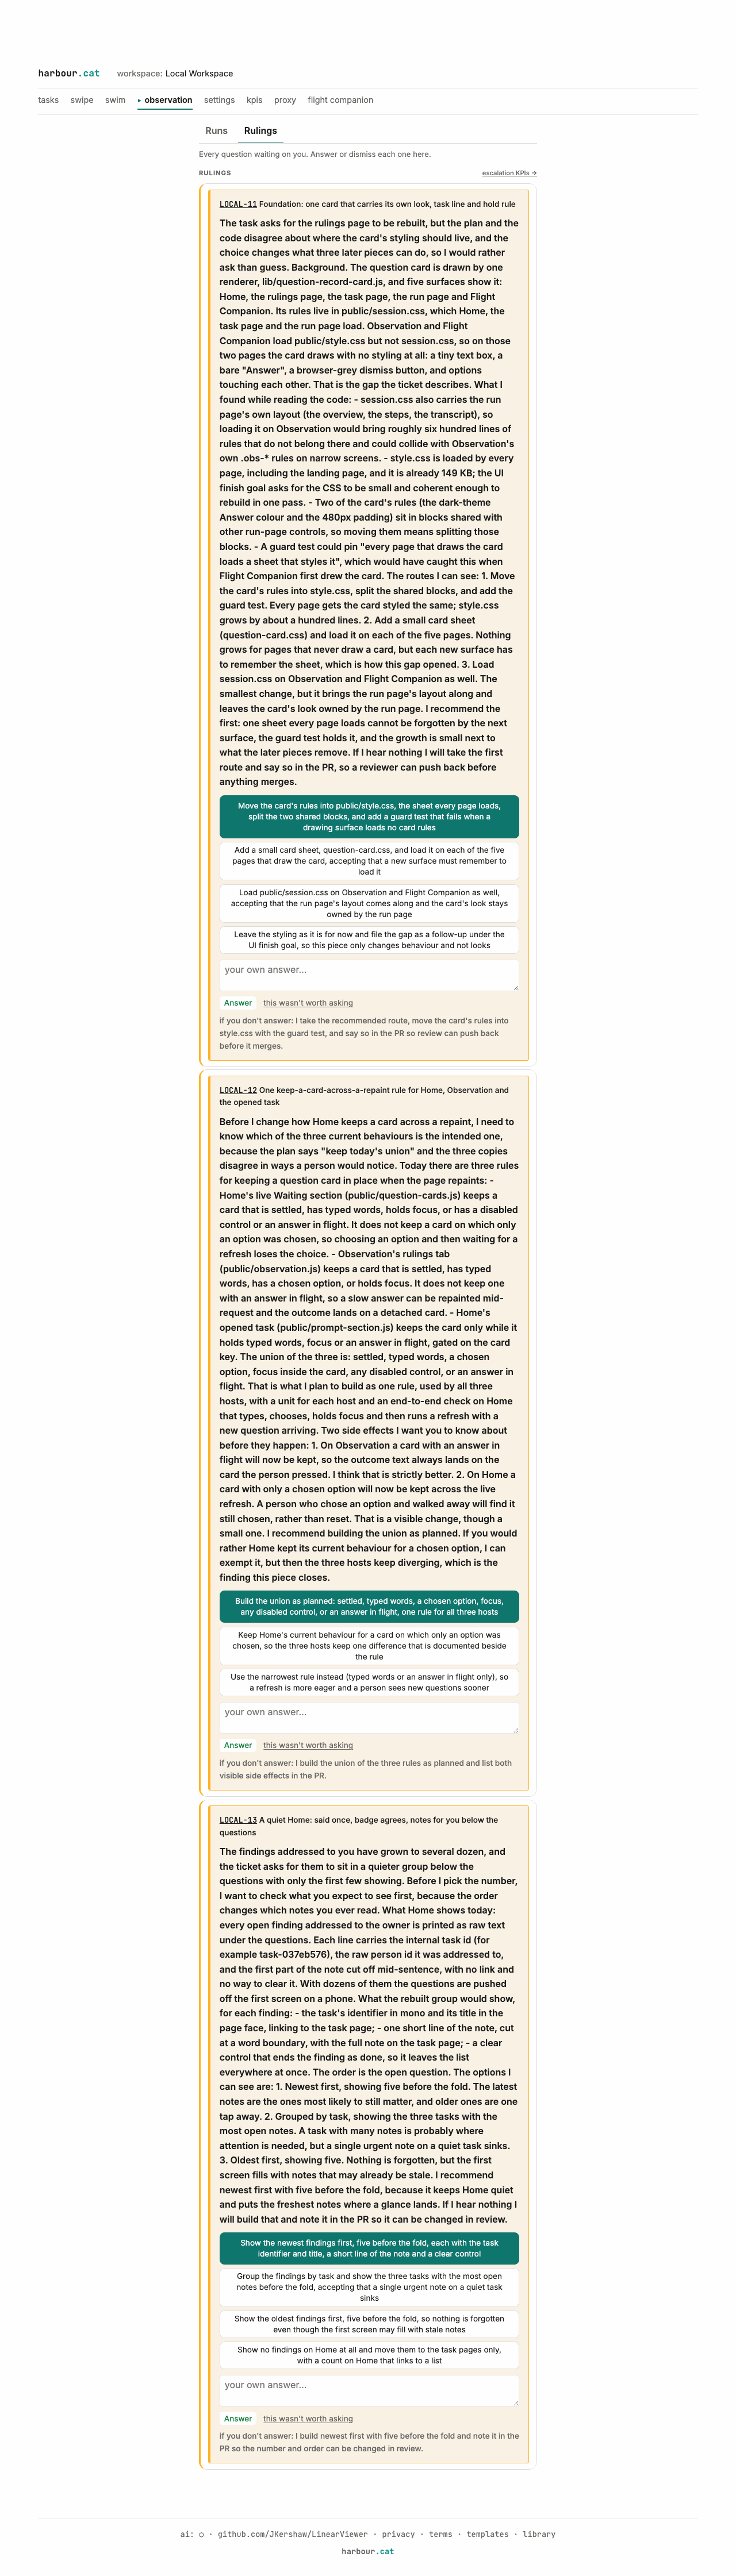 harbour.cat workspace: Local Workspace
tasks swipe swim ▸ observation settings kpis proxy flight companion
Runs Rulings
Every question waiting on you. Answer or dismiss each one here.
RULINGS escalation KPIs →
LOCAL-11 Foundation: one card that carries its own look, task line and hold rule
The task asks for the rulings page to be rebuilt, but the plan and the
code disagree about where the card's styling should live, and the
choice changes what three later pieces can do, so I would rather
ask than guess. Background. The question card is drawn by one
renderer, lib/question-record-card.js, and five surfaces show it:
Home, the rulings page, the task page, the run page and Flight
Companion. Its rules live in public/session.css, which Home, the
task page and the run page load. Observation and Flight
Companion load public/style.css but not session.css, so on those
two pages the card draws with no styling at all: a tiny text box, a
bare "Answer", a browser-grey dismiss button, and options
touching each other. That is the gap the ticket describes. What I
found while reading the code: - session.css also carries the run
page's own layout (the overview, the steps, the transcript), so
loading it on Observation would bring roughly six hundred lines of
rules that do not belong there and could collide with Observation's
own .obs-* rules on narrow screens. - style.css is loaded by every
page, including the landing page, and it is already 149 KB; the UI
finish goal asks for the CSS to be small and coherent enough to
rebuild in one pass. - Two of the card's rules (the dark-theme
Answer colour and the 480px padding) sit in blocks shared with
other run-page controls, so moving them means splitting those
blocks. - A guard test could pin "every page that draws the card
loads a sheet that styles it", which would have caught this when
Flight Companion first drew the card. The routes I can see: 1. Move
the card's rules into style.css, split the shared blocks, and add the
guard test. Every page gets the card styled the same; style.css
grows by about a hundred lines. 2. Add a small card sheet
(question-card.css) and load it on each of the five pages. Nothing
grows for pages that never draw a card, but each new surface has
to remember the sheet, which is how this gap opened. 3. Load
session.css on Observation and Flight Companion as well. The
smallest change, but it brings the run page's layout along and
leaves the card's look owned by the run page. I recommend the
first: one sheet every page loads cannot be forgotten by the next
surface, the guard test holds it, and the growth is small next to
what the later pieces remove. If I hear nothing I will take the first
route and say so in the PR, so a reviewer can push back before
anything merges.
Move the card's rules into public/style.css, the sheet every page loads,
split the two shared blocks, and add a guard test that fails when a
drawing surface loads no card rules
Add a small card sheet, question-card.css, and load it on each of the five
pages that draw the card, accepting that a new surface must remember to
load it
Load public/session.css on Observation and Flight Companion as well,
accepting that the run page's layout comes along and the card's look stays
owned by the run page
Leave the styling as it is for now and file the gap as a follow-up under the
UI finish goal, so this piece only changes behaviour and not looks
your own answer...
Answer this wasn't worth asking
if you don't answer: I take the recommended route, move the card's rules into
style.css with the guard test, and say so in the PR so review can push back
before it merges.
LOCAL-12 One keep-a-card-across-a-repaint rule for Home, Observation and
the opened task
Before I change how Home keeps a card across a repaint, I need to
know which of the three current behaviours is the intended one,
because the plan says "keep today's union" and the three copies
disagree in ways a person would notice. Today there are three rules
for keeping a question card in place when the page repaints: -
Home's live Waiting section (public/question-cards.js) keeps a
card that is settled, has typed words, holds focus, or has a disabled
control or an answer in flight. It does not keep a card on which only
an option was chosen, so choosing an option and then waiting for a
refresh loses the choice. - Observation's rulings tab
(public/observation.js) keeps a card that is settled, has typed
words, has a chosen option, or holds focus. It does not keep one
with an answer in flight, so a slow answer can be repainted mid-
request and the outcome lands on a detached card. - Home's
opened task (public/prompt-section.js) keeps the card only while it
holds typed words, focus or an answer in flight, gated on the card
key. The union of the three is: settled, typed words, a chosen
option, focus inside the card, any disabled control, or an answer in
flight. That is what I plan to build as one rule, used by all three
hosts, with a unit for each host and an end-to-end check on Home
that types, chooses, holds focus and then runs a refresh with a
new question arriving. Two side effects I want you to know about
before they happen: 1. On Observation a card with an answer in
flight will now be kept, so the outcome text always lands on the
card the person pressed. I think that is strictly better. 2. On Home a
card with only a chosen option will now be kept across the live
refresh. A person who chose an option and walked away will find it
still chosen, rather than reset. That is a visible change, though a
small one. I recommend building the union as planned. If you would
rather Home kept its current behaviour for a chosen option, I can
exempt it, but then the three hosts keep diverging, which is the
finding this piece closes.
Build the union as planned: settled, typed words, a chosen option, focus,
any disabled control, or an answer in flight, one rule for all three hosts
Keep Home's current behaviour for a card on which only an option was
chosen, so the three hosts keep one difference that is documented beside
the rule
Use the narrowest rule instead (typed words or an answer in flight only), so
a refresh is more eager and a person sees new questions sooner
your own answer...
Answer this wasn't worth asking
if you don't answer: I build the union of the three rules as planned and list both
visible side effects in the PR.
LOCAL-13 A quiet Home: said once, badge agrees, notes for you below the
questions
The findings addressed to you have grown to several dozen, and
the ticket asks for them to sit in a quieter group below the
questions with only the first few showing. Before I pick the number,
I want to check what you expect to see first, because the order
changes which notes you ever read. What Home shows today:
every open finding addressed to the owner is printed as raw text
under the questions. Each line carries the internal task id (for
example task-037eb576), the raw person id it was addressed to,
and the first part of the note cut off mid-sentence, with no link and
no way to clear it. With dozens of them the questions are pushed
off the first screen on a phone. What the rebuilt group would show,
for each finding: - the task's identifier in mono and its title in the
page face, linking to the task page; - one short line of the note, cut
at a word boundary, with the full note on the task page; - a clear
control that ends the finding as done, so it leaves the list
everywhere at once. The order is the open question. The options I
can see are: 1. Newest first, showing five before the fold. The latest
notes are the ones most likely to still matter, and older ones are one
tap away. 2. Grouped by task, showing the three tasks with the
most open notes. A task with many notes is probably where
attention is needed, but a single urgent note on a quiet task sinks.
3. Oldest first, showing five. Nothing is forgotten, but the first
screen fills with notes that may already be stale. I recommend
newest first with five before the fold, because it keeps Home quiet
and puts the freshest notes where a glance lands. If I hear nothing I
will build that and note it in the PR so it can be changed in review.
Show the newest findings first, five before the fold, each with the task
identifier and title, a short line of the note and a clear control
Group the findings by task and show the three tasks with the most open
notes before the fold, accepting that a single urgent note on a quiet task
sinks
Show the oldest findings first, five before the fold, so nothing is forgotten
even though the first screen may fill with stale notes
Show no findings on Home at all and move them to the task pages only,
with a count on Home that links to a list
your own answer...
Answer this wasn't worth asking
if you don't answer: I build newest first with five before the fold and note it in the
PR so the number and order can be changed in review.
ai: ○ · github.com/JKershaw/LinearViewer · privacy · terms · templates · library
harbour.cat